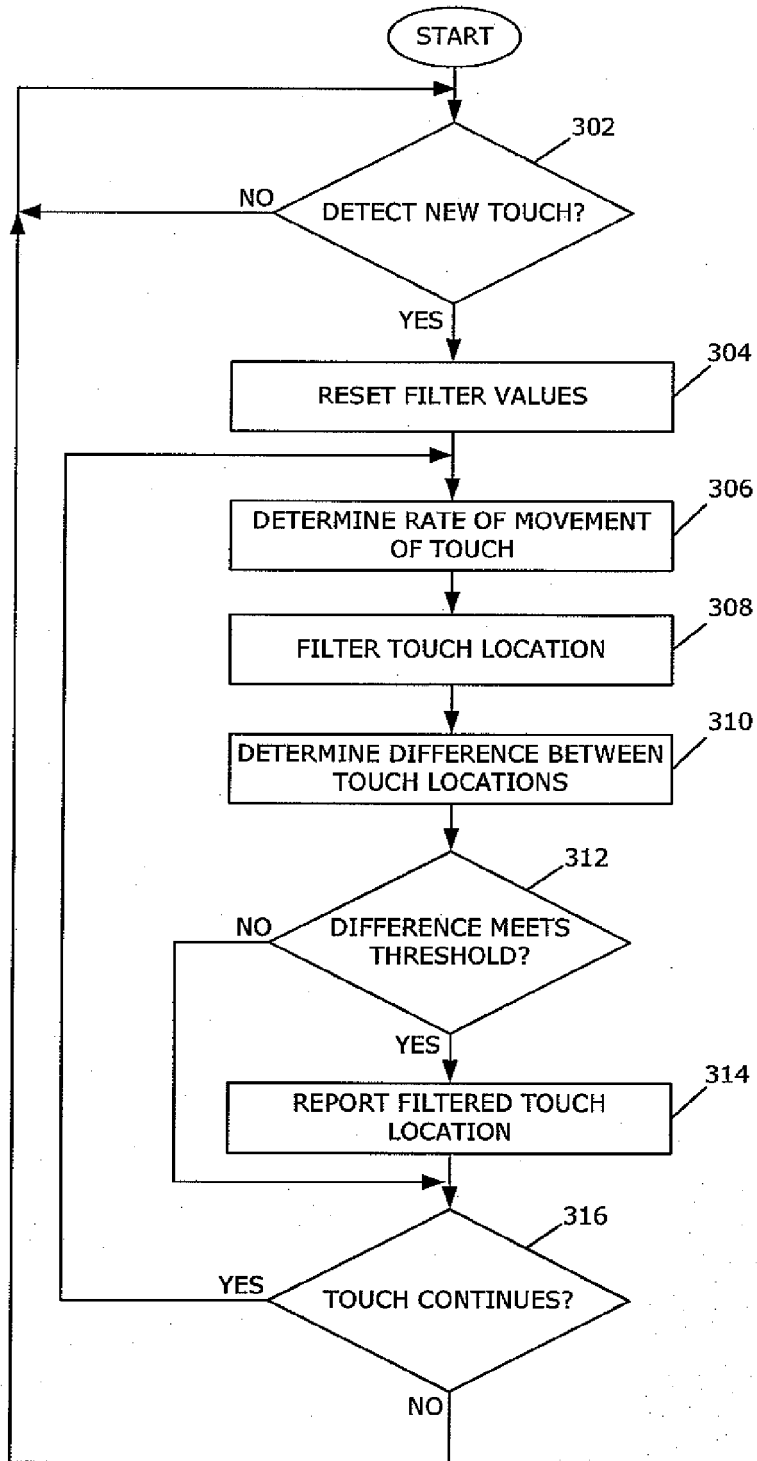 START
302
DETECT NEW TOUCH?
NO
YES
304
RESET FILTER VALUES
306
DETERMINE RATE OF MOVEMENT
OF TOUCH
308
FILTER TOUCH LOCATION
310
DETERMINE DIFFERENCE BETWEEN
TOUCH LOCATIONS
312
DIFFERENCE MEETS
THRESHOLD?
NO
YES
314
REPORT FILTERED TOUCH
LOCATION
316
TOUCH CONTINUES?
YES
NO